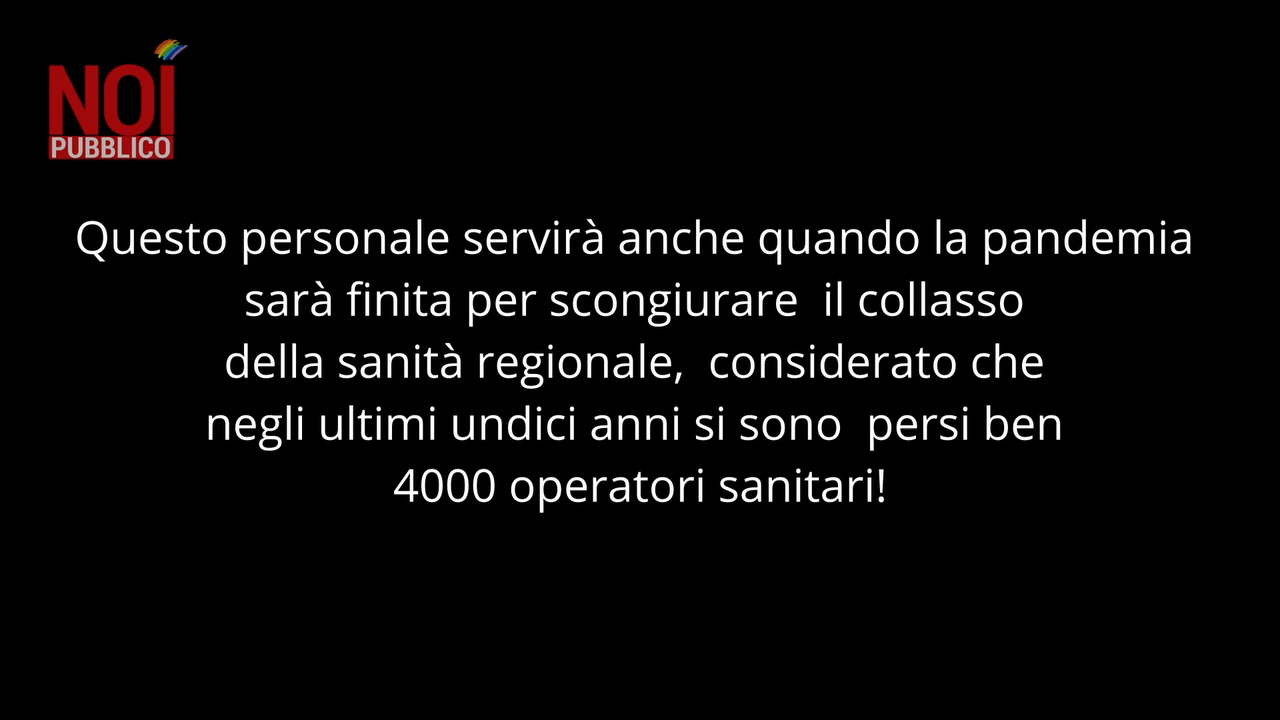 NOI
PUBBLICO
Questo personale servirà anche quando la pandemia
sarà finita per scongiurare  il collasso
della sanità regionale,  considerato che
negli ultimi undici anni si sono  persi ben
4000 operatori sanitari!